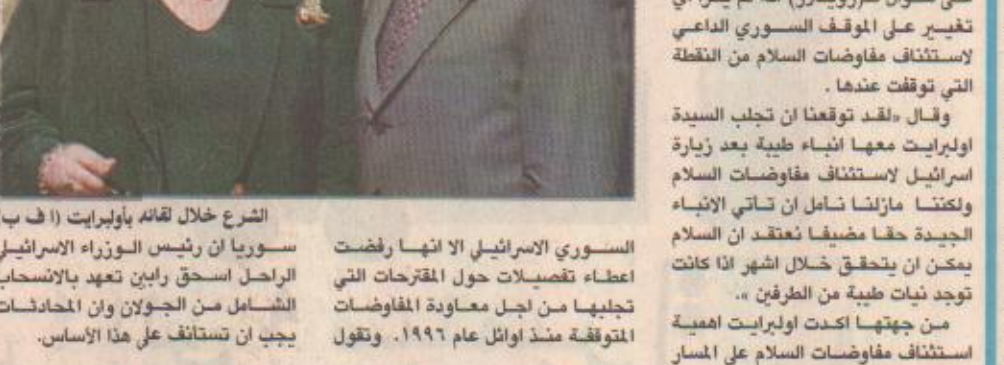 تغيير على الموقف السوري الداعي
لاستئناف مفاوضات السلام من النقطة
التي توقفت عندها .
وقال «لقد توقعنا ان تجلب السيدة
اولبرايت معها انباء طيبة بعد زيارة
اسرائيل لاستئناف مفاوضات السلام
ولكننا مازلنا نامل ان تاتي الانباء
الجيدة حقا مضيفا نعتقد ان السلام
يمكن ان يتحقق خلال اشهر اذا كانت
توجد نيات طيبة من الطرفين ».
من جهتها اكدت اولبرايت اهمية
استئناف مفاوضات السلام على المسار
الشرع خلال لقائه بأولبرايت (ا ف ب)
السوري الاسرائيلي الا انها رفضت
اعطاء تفصيلات حول المقترحات التي
تجلبها من اجل معاودة المفاوضات
المتوقفة منذ اوائل عام ١٩٩٦. وتقول
سوريا ان رئيس الوزراء الاسرائيلي
الراحل اسحق رابين تعهد بالانسحاب
الشامل من الجولان وان المحادثات
يجب ان تستانف على هذا الأساس.